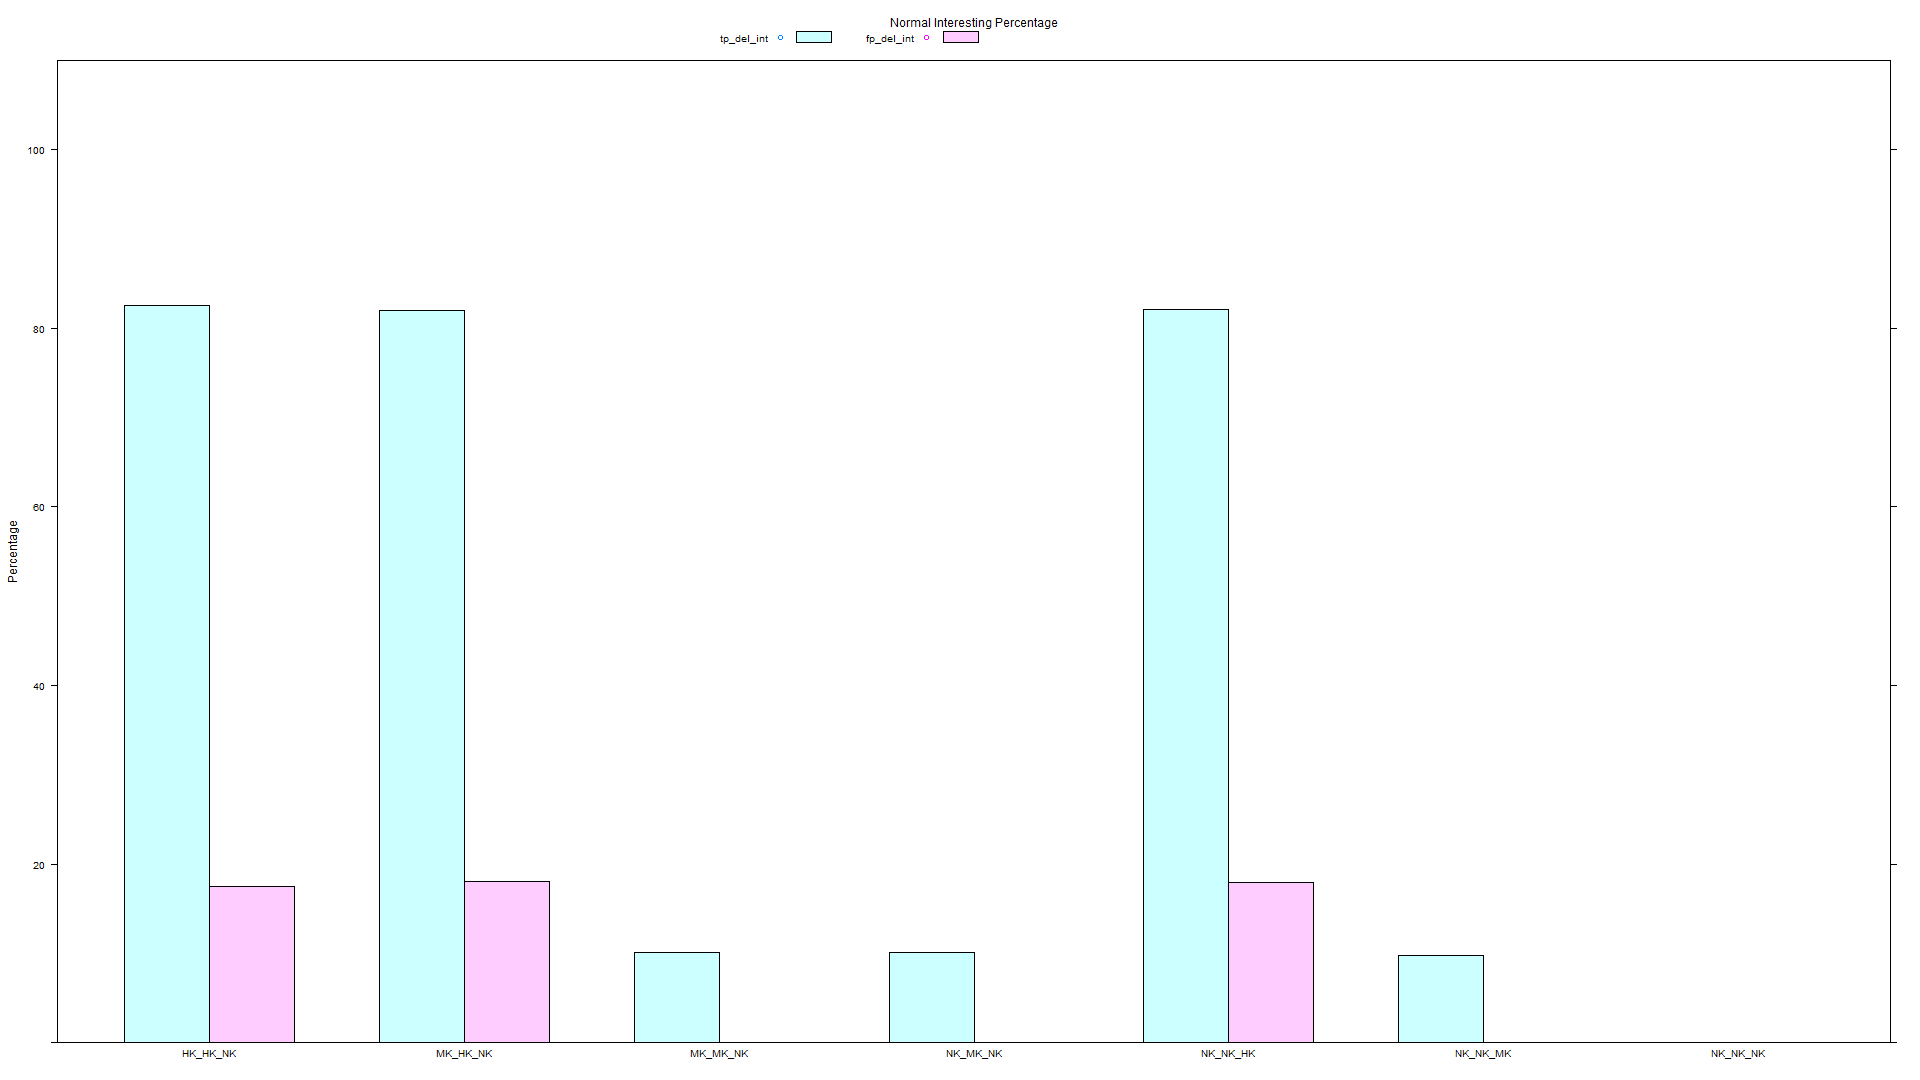 Normal Interesting Percentage
tp_del_int
fp_del_int
100
80
60
40
20
Percentage
HK_HK_NK
MK_HK_NK
MK_MK_NK
NK_MK_NK
NK_NK_HK
NK_NK_MK
NK_NK_NK